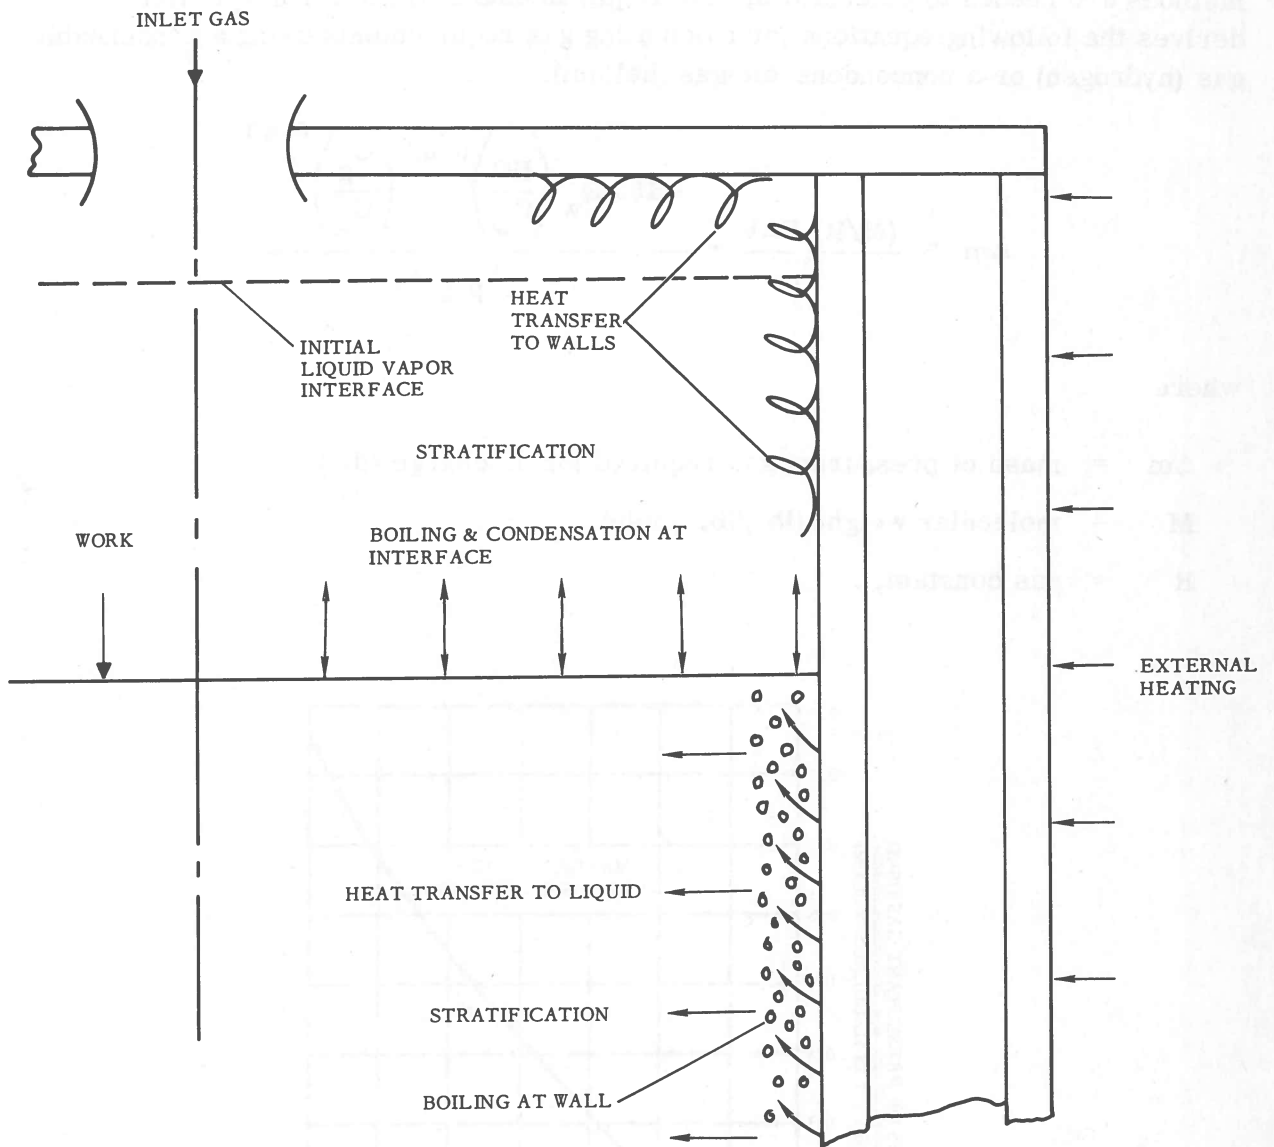 INLET GAS
HEAT
TRANSFER
TO WALLS
INITIAL
LIQUID VAPOR
INTERFACE
STRATIFICATION
WORK
BOILING & CONDENSATION AT
INTERFACE
EXTERNAL
HEATING
HEAT TRANSFER TO LIQUID
STRATIFICATION
BOILING AT WALL